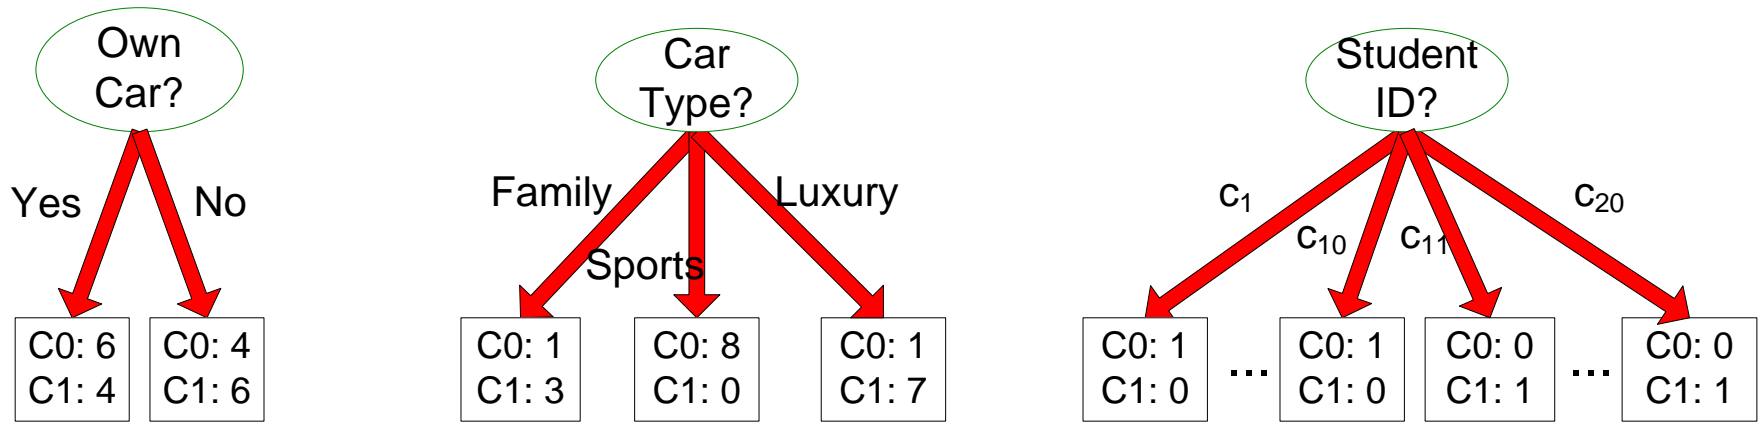 Own
Car?
Yes
No
C0: 6
C1: 4
C0: 4
C1: 6
Car
Type?
Family
Sports
Luxury
C0: 1
C1: 3
C0: 8
C1: 0
C0: 1
C1: 7
Student
ID?
c1
c10
c11
c20
C0: 1
C1: 0
...
C0: 1
C1: 0
C0: 0
C1: 1
...
C0: 0
C1: 1